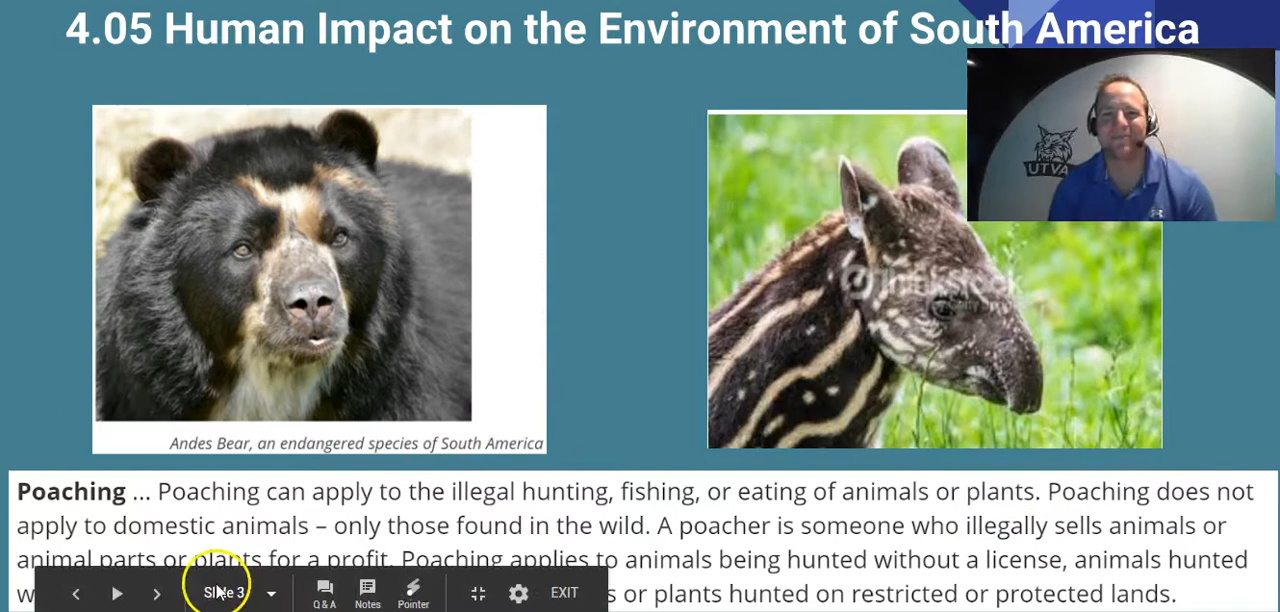 4.05 Human Impact on the Environment of South America
UTVA
thinkstock
Andes Bear, an endangered species of South America
Poaching ... Poaching can apply to the illegal hunting, fishing, or eating of animals or plants. Poaching does not
apply to domestic animals – only those found in the wild. A poacher is someone who illegally sells animals or
animal parts or plants for a profit. Poaching applies to animals being hunted without a license, animals hunted
w
s or plants hunted on restricted or protected lands.
Slide 3
Q&A
Notes
Pointer
EXIT